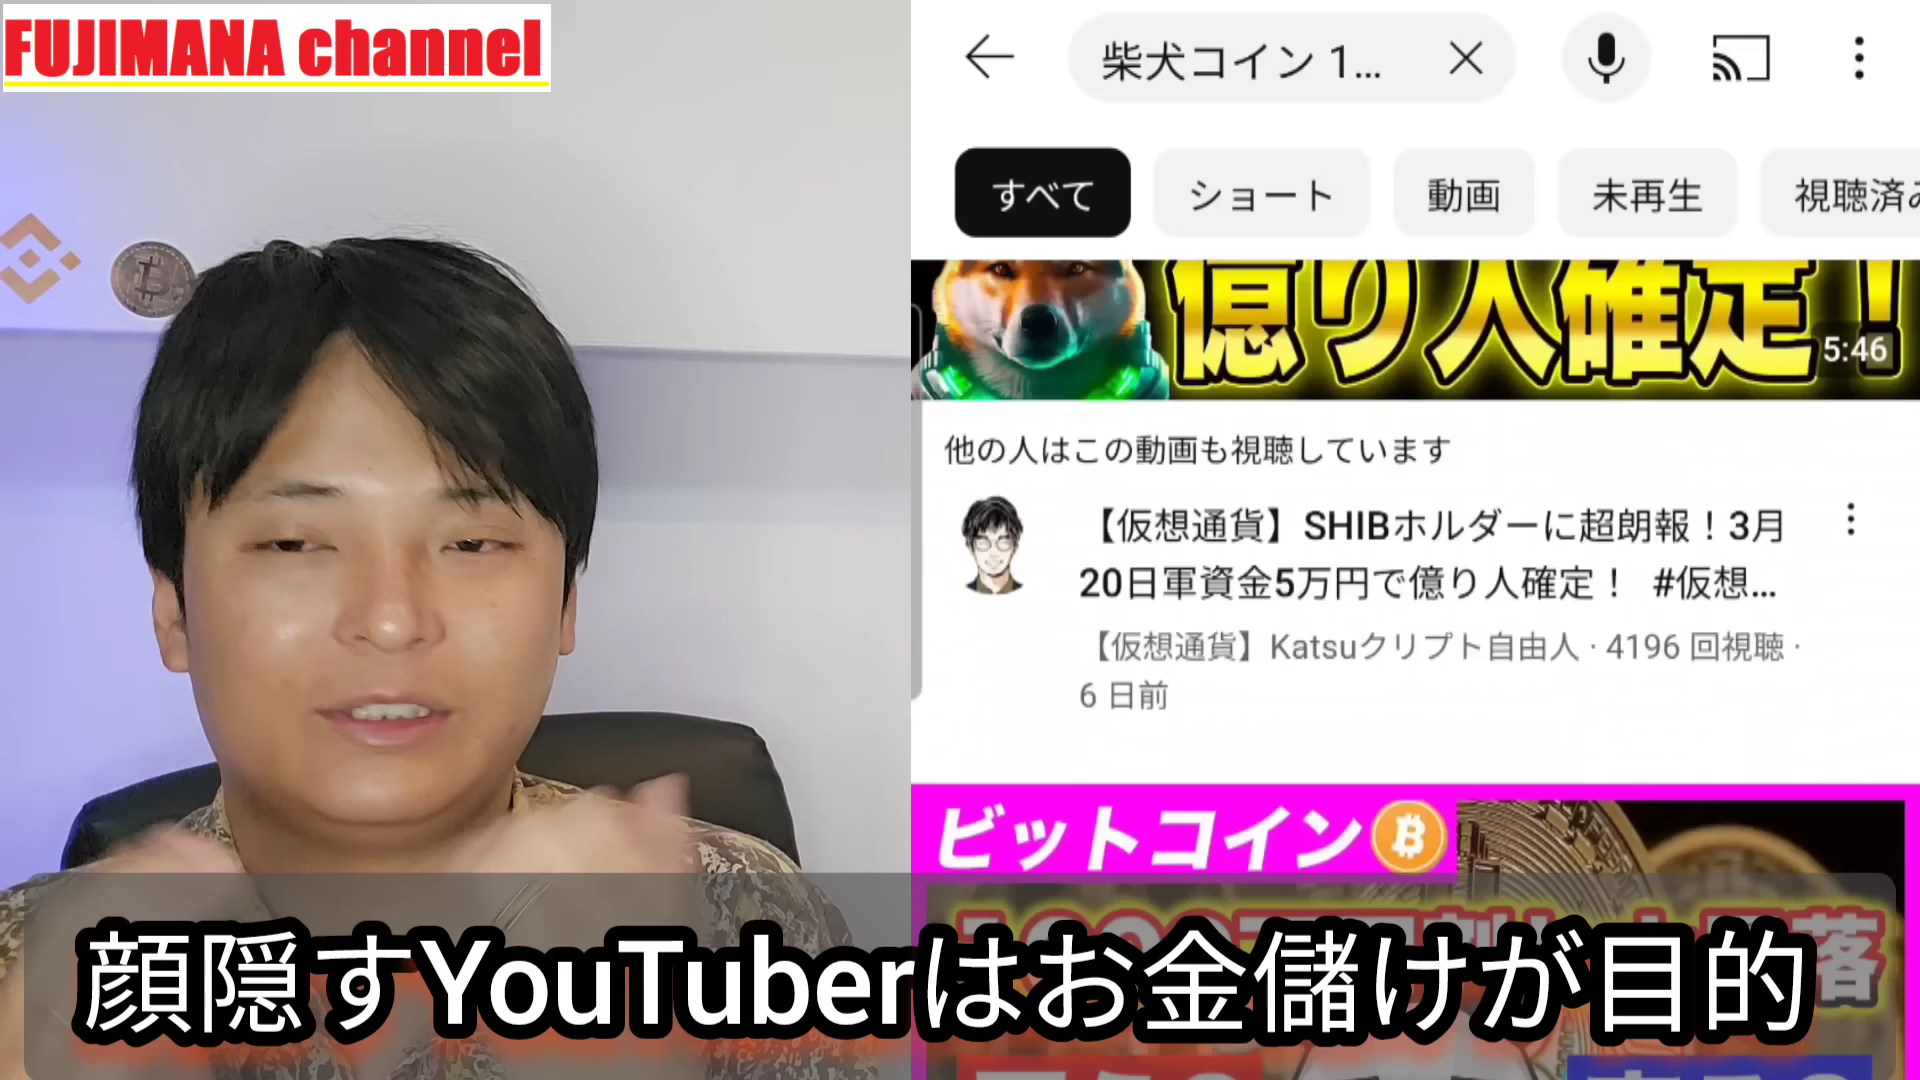 FUJIMANA channel
柴犬コイン 1...
すべて
ショート
動画
未再生
視聴済み
億り人確定！
5:46
他の人はこの動画も視聴しています
【仮想通貨】SHIBホルダーに超朗報！3月
20日軍資金5万円で億り人確定！ #仮想...
【仮想通貨】Katsuクリプト自由人 · 4196 回視聴 ·
6 日前
ビットコイン
落
顔隠すYouTuberはお金儲けが目的